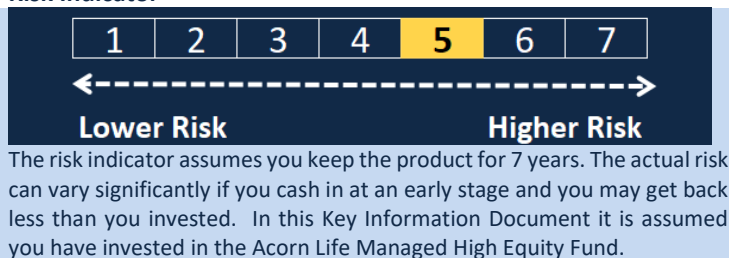 1 2 3 4 5 6 7
Lower Risk Higher Risk
The risk indicator assumes you keep the product for 7 years. The actual risk
can vary significantly if you cash in at an early stage and you may get back
less than you invested. In this Key Information Document it is assumed
you have invested in the Acorn Life Managed High Equity Fund.